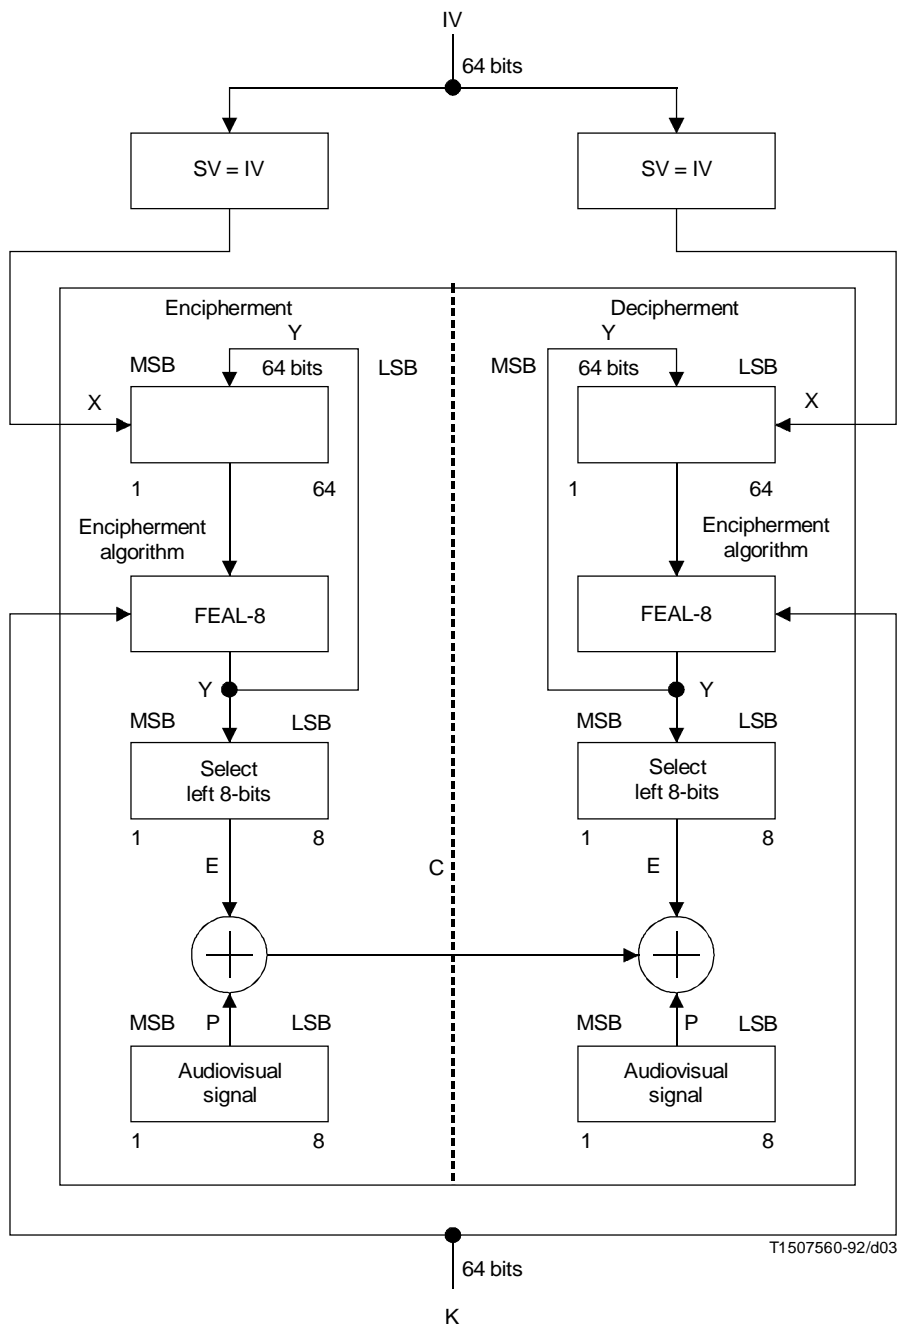 IV
64 bits
SV = IV
SV = IV
Encipherment
Y
MSB
64 bits
LSB
X
1
64
Encipherment
algorithm
FEAL-8
Y
MSB
LSB
Select
left 8-bits
1
8
E
C
MSB
P
LSB
Audiovisual
signal
1
8
Decipherment
Y
MSB
64 bits
LSB
X
1
64
Encipherment
algorithm
FEAL-8
Y
MSB
LSB
Select
left 8-bits
1
8
E
MSB
P
LSB
Audiovisual
signal
1
8
T1507560-92/d03
64 bits
K